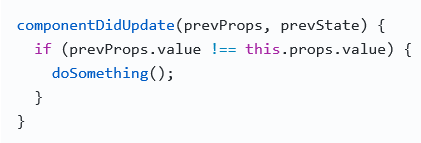 componentDidUpdate(prevProps, prevState) {
  if (prevProps.value !== this.props.value) {
    doSomething();
  }
}